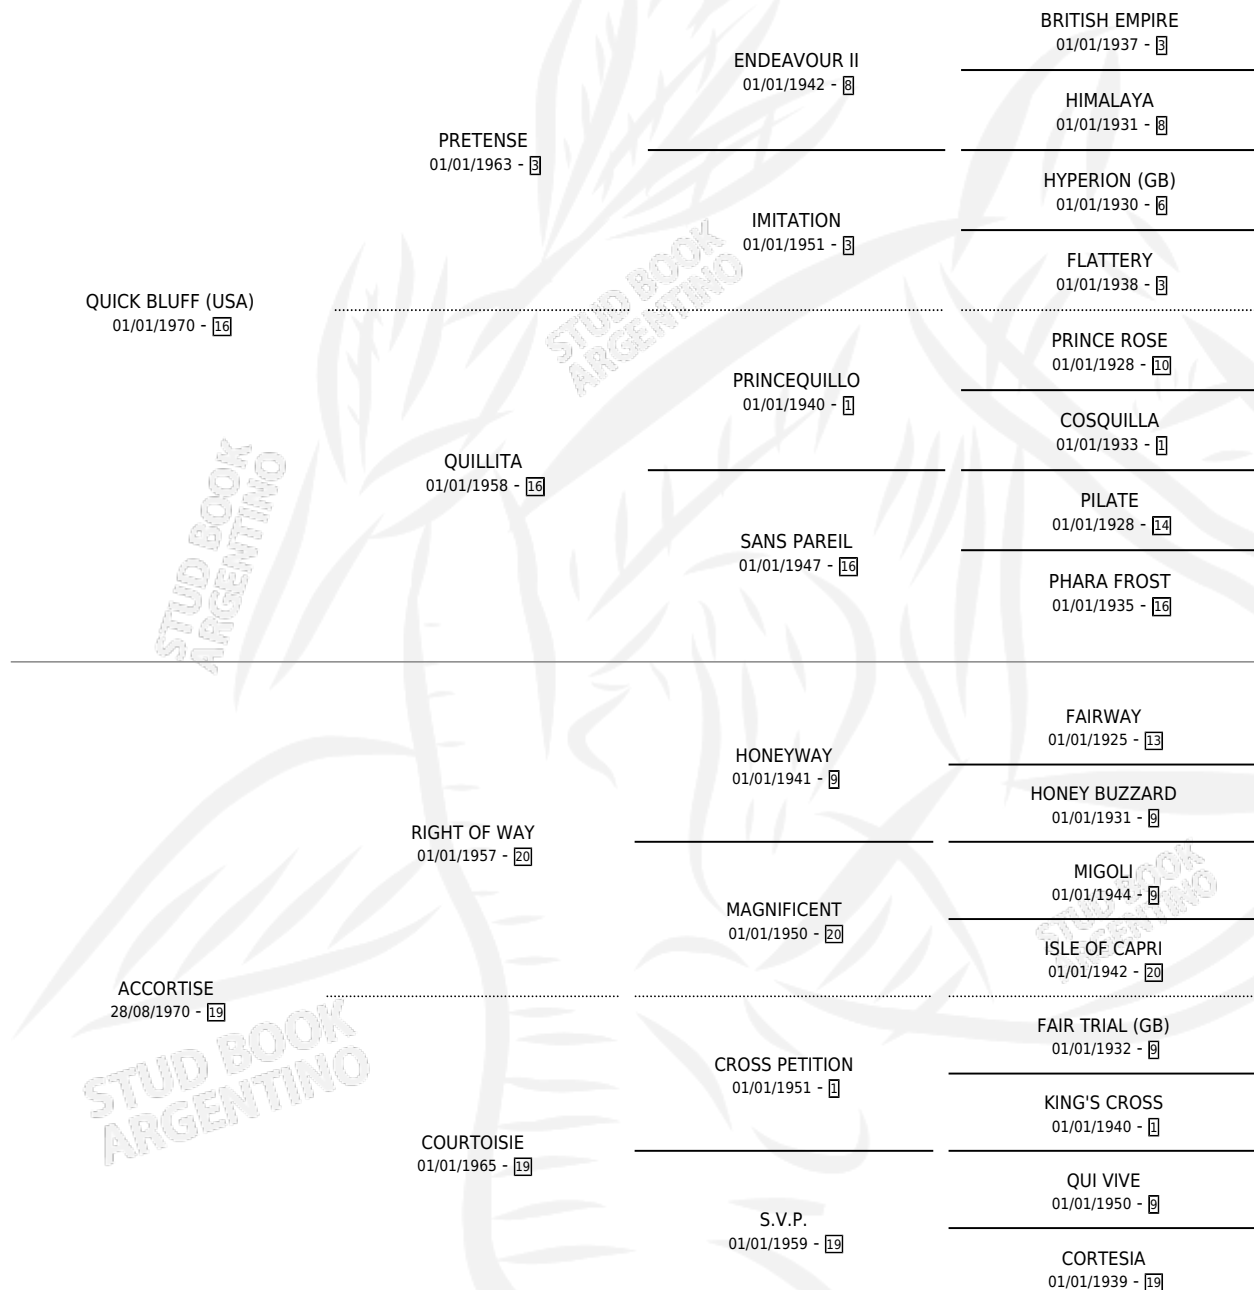 BRITISH EMPIRE
01/01/1937 - 3
ENDEAVOUR II
01/01/1942 - 8
HIMALAYA
01/01/1931 - 8
PRETENSE
01/01/1963 - 3
HYPERION (GB)
01/01/1930 - 6
IMITATION
01/01/1951 - 3
FLATTERY
01/01/1938 - 3
QUICK BLUFF (USA)
01/01/1970 - 16
PRINCE ROSE
01/01/1928 - 10
PRINCEQUILLO
01/01/1940 - 1
COSQUILLA
01/01/1933 - 1
QUILLITA
01/01/1958 - 16
PILATE
01/01/1928 - 14
SANS PAREIL
01/01/1947 - 16
PHARA FROST
01/01/1935 - 16
FAIRWAY
01/01/1925 - 13
HONEYWAY
01/01/1941 - 9
HONEY BUZZARD
01/01/1931 - 9
RIGHT OF WAY
01/01/1957 - 20
MIGOLI
01/01/1944 - 9
MAGNIFICENT
01/01/1950 - 20
ISLE OF CAPRI
01/01/1942 - 20
ACCORTISE
28/08/1970 - 19
FAIR TRIAL (GB)
01/01/1932 - 9
CROSS PETITION
01/01/1951 - 1
KING'S CROSS
01/01/1940 - 1
COURTOISIE
01/01/1965 - 19
QUI VIVE
01/01/1950 - 9
S.V.P.
01/01/1959 - 19
CORTESIA
01/01/1939 - 19
STUD BOOK
ARGENTINO
STUD BOOK
ARGENTINO
STUD BOOK
ARGENTINO
STUD BOOK
ARGENTINO